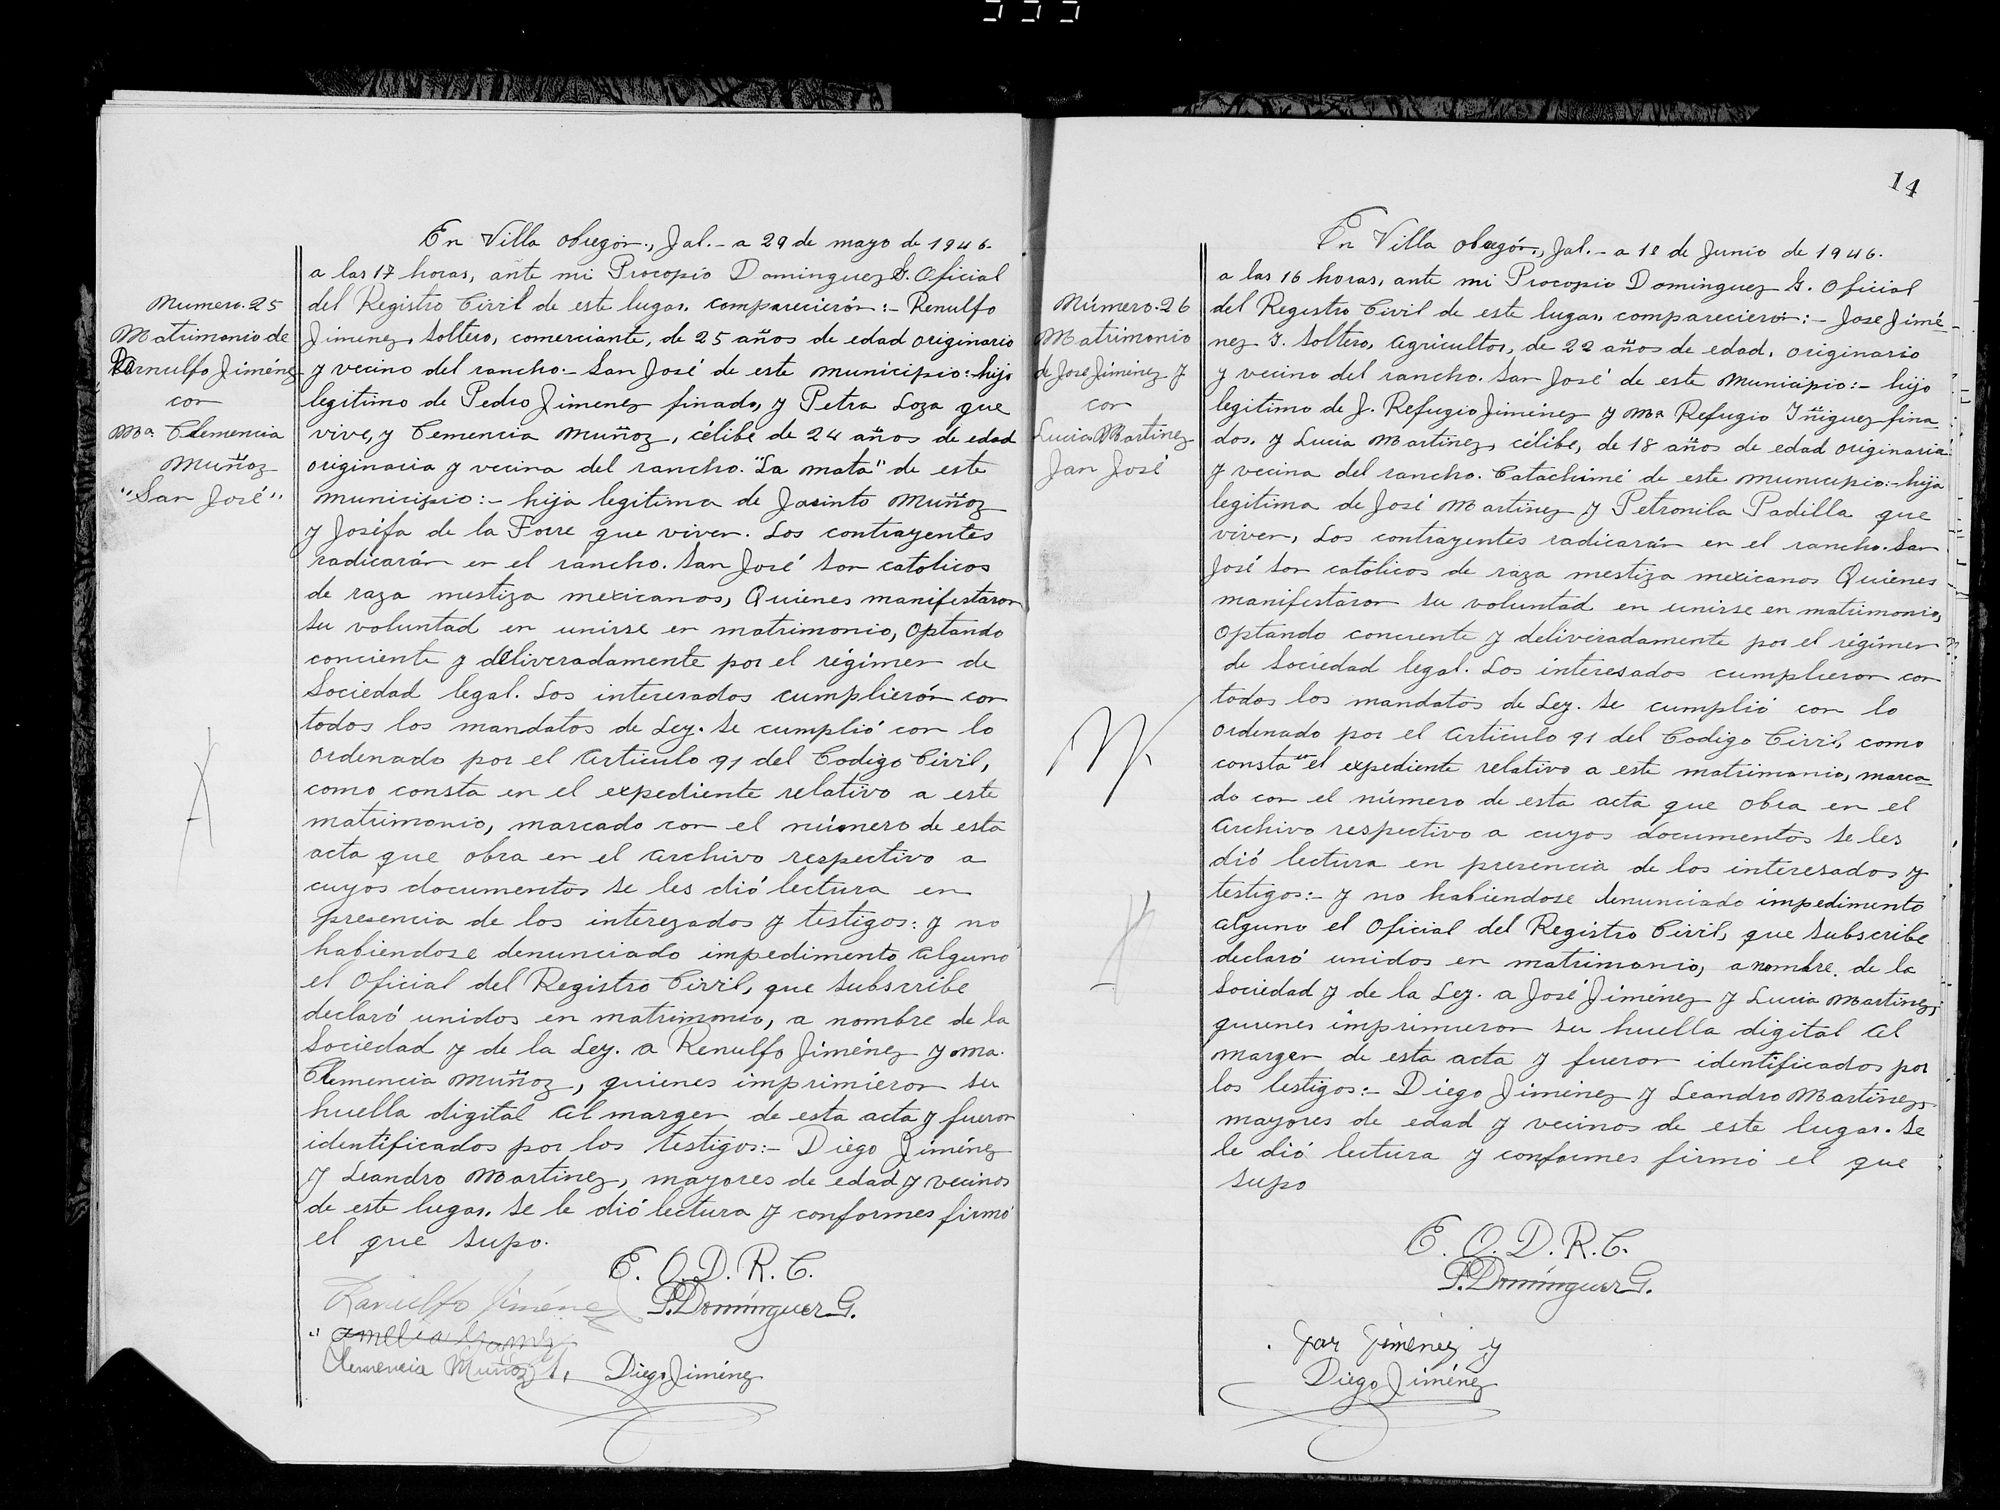 Numero. 25
Matrimonio de
Renulfo Jiménez
con
Ma. Clemencia
Muñoz
"San José"
En Villa Obregón., Jal. - a 29 de mayo de 1946.
a las 17 horas, ante mi Procopio Dominguez G. Oficial
del Registro Civil de este lugar. comparecierón:- Renulfo
Jimenez, soltero, comerciante, de 25 años de edad originario
y vecino del rancho.- San José de este municipio:- hijo
legitimo de Pedro Jimenez finado, y Petra Loza que
vive, y Cemencia Muñoz, célibe de 24 años de edad
originaria y vecina del rancho. "La mata" de este
municipio:- hija legitima de Jacinto Muñoz
y Joséfa de la Torre que viven. Los contrayentes
radicarán en el rancho. San José son catolicos
de raza mestiza mexicanos, Quienes manifestaron
su voluntad en unirse en matrimonio, optando
conciente y deliveradamente por el régimen de
Sociedad legal. Los interesados cumplierón con
todos los mandatos de Ley. se cumplió con lo
ordenado por el articulo 91 del Codigo Civil,
como consta en el expediente relativo a este
matrimonio, marcado con el número de esta
acta que obra en el archivo respectivo a
cuyos documentos se les dió lectura en
presencia de los interezados y testigos: y no
habiendose denunciado impedimento alguno
el Oficial del Registro Civil, que subscribe
declaró unidos en matrimonio, a nombre de la
Sociedad y de la Ley. a Renulfo Jiménez y ma.
Clemencia Muñoz, quienes imprimieron su
huella digital al margen de esta acta y fueron
identificados por los testigos:- Diego Jiménez
y Leandro Martinez, mayores de edad y vecinos
de este lugar. se le dió lectura y conformes firmó
el que supo.
E. O. D. R. C.
P. Domínguez G.
Ranulfo Jiménez
Clemencia Muñoz
Diego Jiménez
14
Número. 26
Matrimonio
de José Jiménez y
con
Lucia Martinez
San José
En Villa Obregón., Jal. - a 1º de Junio de 1946.
a las 16 horas, ante mi Procopio Dominguez G. Oficial
del Registro Civil de este lugar, comparecierón:- Jose Jimé-
nez I. soltero, agricultor, de 22 años de edad, originario
y vecino del rancho. San José de este municipio:- hijo
legitimo de J. Refugio Jiménez y Ma Refugio Iñiguez fina
dos. y Lucia Martinez, célibe, de 18 años de edad originaria
y vecina del rancho. Catachimé de este municipio:- hija
legitima de José Martinez y Petronila Padilla que
viven, Los contrayentes radicarán en el rancho. San
José son catolicos de raza mestiza mexicanos Quiénes
manifestaron su voluntad en unirse en matrimonio,
optando conciente y deliveradamente por el régimen
de Sociedad legal. Los interesados cumplieron con
todos los mandatos de Ley. se cumplió con lo
ordenado por el articulo 91 del Codigo Civil, como
consta en el expediente relativo a este matrimonio, marca-
do con el número de esta acta que obra en el
archivo respectivo a cuyos documentos se les
dió lectura en presencia de los interesados y
testigos:- y no habiendose denunciado impedimento
alguno el Oficial del Registro Civil, que subscribe
declaró unidos en matrimonio, a nombre de la
Sociedad y de la Ley. a José Jiménez y Lucia Martinez,
quienes imprimieron su huella digital al
margen de esta acta y fueron identificados por
los testigos:- Diego Jiminez y Leandro Martinez,
mayores de edad y vecinos de este lugar. se
le dió lectura y conformes firmó el que
supo
E. O. D. R. C.
P. Domínguez G.
Jiménez y
Diego Jiménez